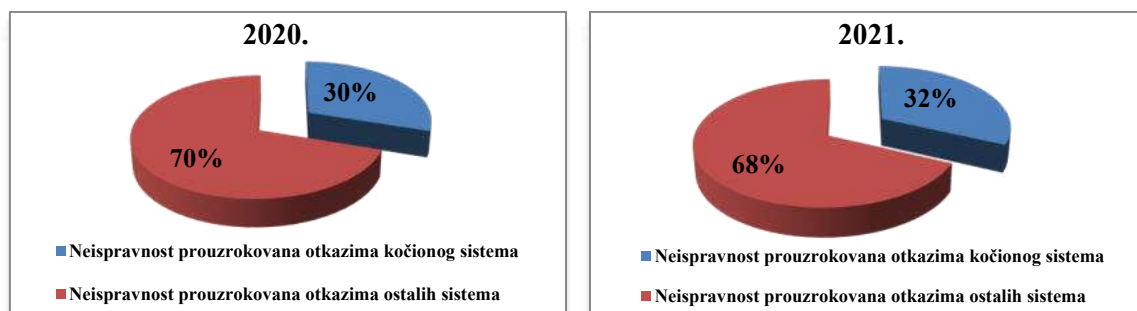 2020.
30%
70%
Neispravnost prouzrokovana otkazima kočionog sistema
Neispravnost prouzrokovana otkazima ostalih sistema
2021.
32%
68%
Neispravnost prouzrokovana otkazima kočionog sistema
Neispravnost prouzrokovana otkazima ostalih sistema